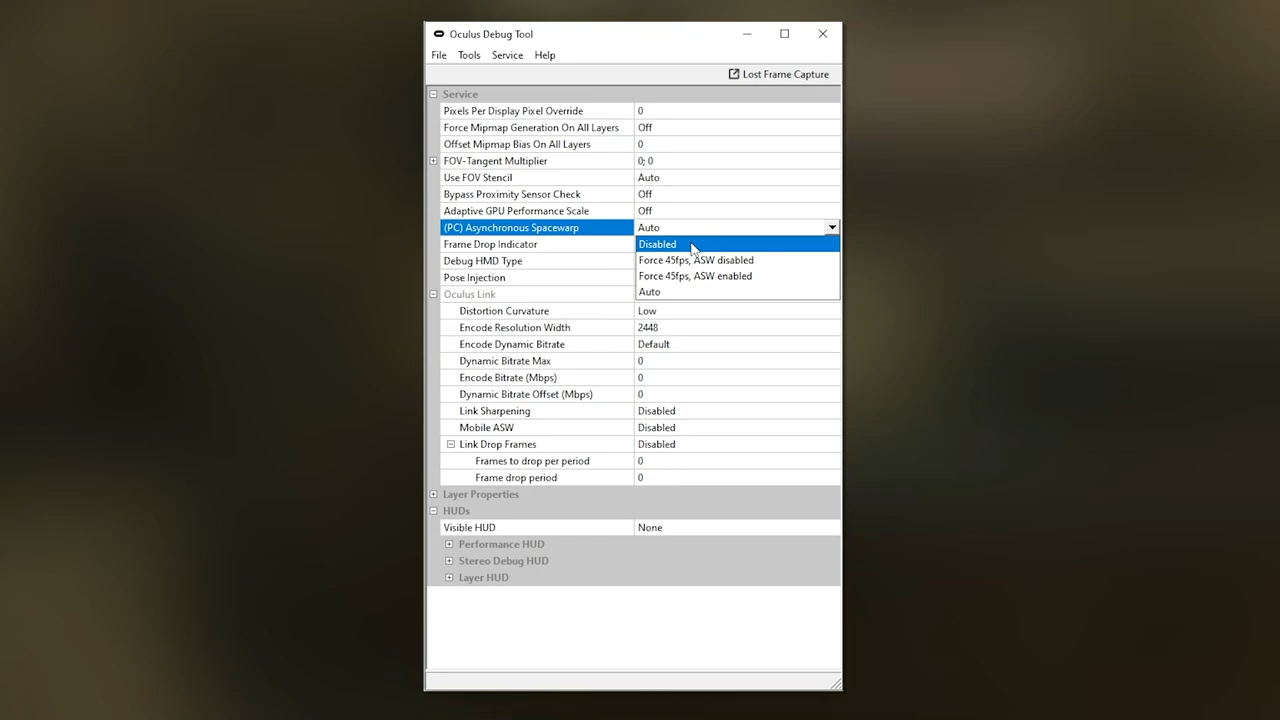 Oculus Debug Tool
File Tools Service Help
Lost Frame Capture
Service
Pixels Per Display Pixel Override 0
Force Mipmap Generation On All Layers Off
Offset Mipmap Bias On All Layers 0
FOV-Tangent Multiplier 0; 0
Use FOV Stencil Auto
Bypass Proximity Sensor Check Off
Adaptive GPU Performance Scale Off
(PC) Asynchronous Spacewarp Auto
Frame Drop Indicator Disabled
Debug HMD Type Force 45fps, ASW disabled
Pose Injection Force 45fps, ASW enabled
Oculus Link Auto
Distortion Curvature Low
Encode Resolution Width 2448
Encode Dynamic Bitrate Default
Dynamic Bitrate Max 0
Encode Bitrate (Mbps) 0
Dynamic Bitrate Offset (Mbps) 0
Link Sharpening Disabled
Mobile ASW Disabled
Link Drop Frames Disabled
Frames to drop per period 0
Frame drop period 0
Layer Properties
HUDs
Visible HUD None
Performance HUD
Stereo Debug HUD
Layer HUD